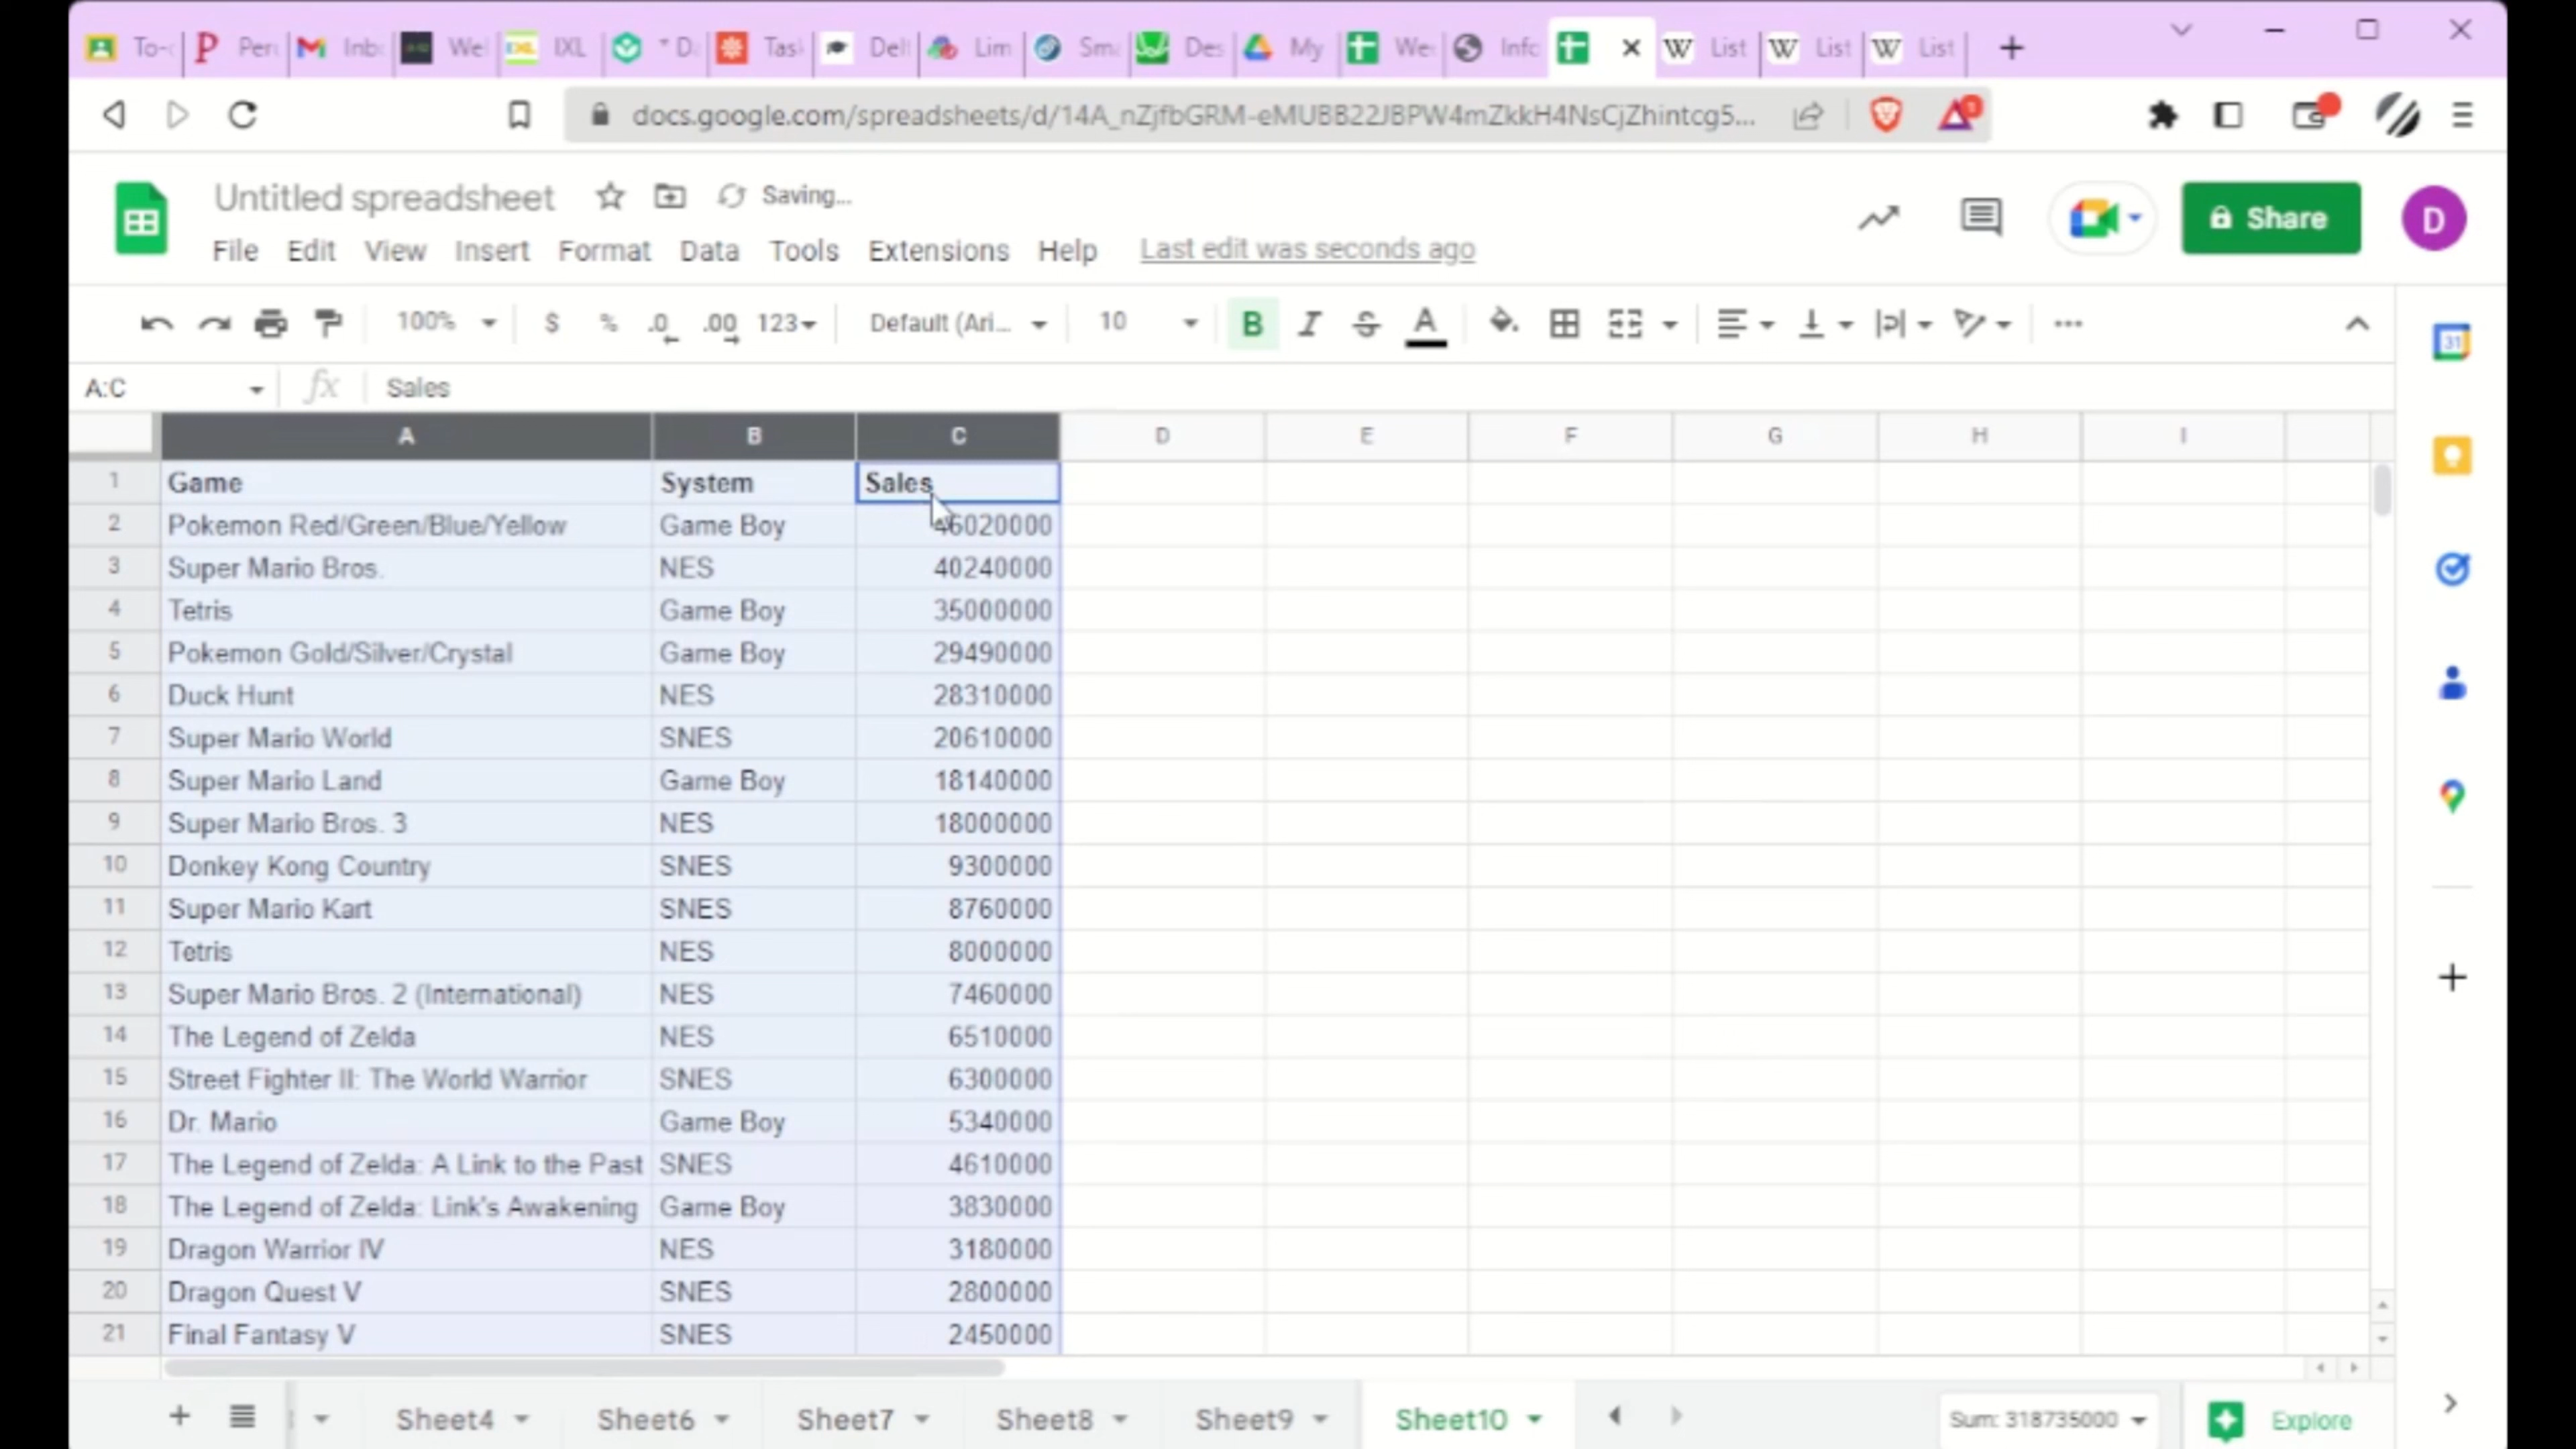 To- Per Inb We IXL IXL * Da Tas Delt Lim Sma Des My We Info List List List
docs.google.com/spreadsheets/d/14A_nZjfbGRM-eMUBB22JBPW4mZkkH4NsCjZhintcg5...
Untitled spreadsheet Saving...
File Edit View Insert Format Data Tools Extensions Help Last edit was seconds ago
Share D
100% $ % .0 .00 123 Default (Ari... 10 B I S A ...
31
A:C fx Sales
A B C D E F G H I
1 Game System Sales
2 Pokemon Red/Green/Blue/Yellow Game Boy 46020000
3 Super Mario Bros. NES 40240000
4 Tetris Game Boy 35000000
5 Pokemon Gold/Silver/Crystal Game Boy 29490000
6 Duck Hunt NES 28310000
7 Super Mario World SNES 20610000
8 Super Mario Land Game Boy 18140000
9 Super Mario Bros. 3 NES 18000000
10 Donkey Kong Country SNES 9300000
11 Super Mario Kart SNES 8760000
12 Tetris NES 8000000
13 Super Mario Bros. 2 (International) NES 7460000
14 The Legend of Zelda NES 6510000
15 Street Fighter II: The World Warrior SNES 6300000
16 Dr. Mario Game Boy 5340000
17 The Legend of Zelda: A Link to the Past SNES 4610000
18 The Legend of Zelda: Link's Awakening Game Boy 3830000
19 Dragon Warrior IV NES 3180000
20 Dragon Quest V SNES 2800000
21 Final Fantasy V SNES 2450000
Sheet4 Sheet6 Sheet7 Sheet8 Sheet9 Sheet10 Sum: 318735000 Explore